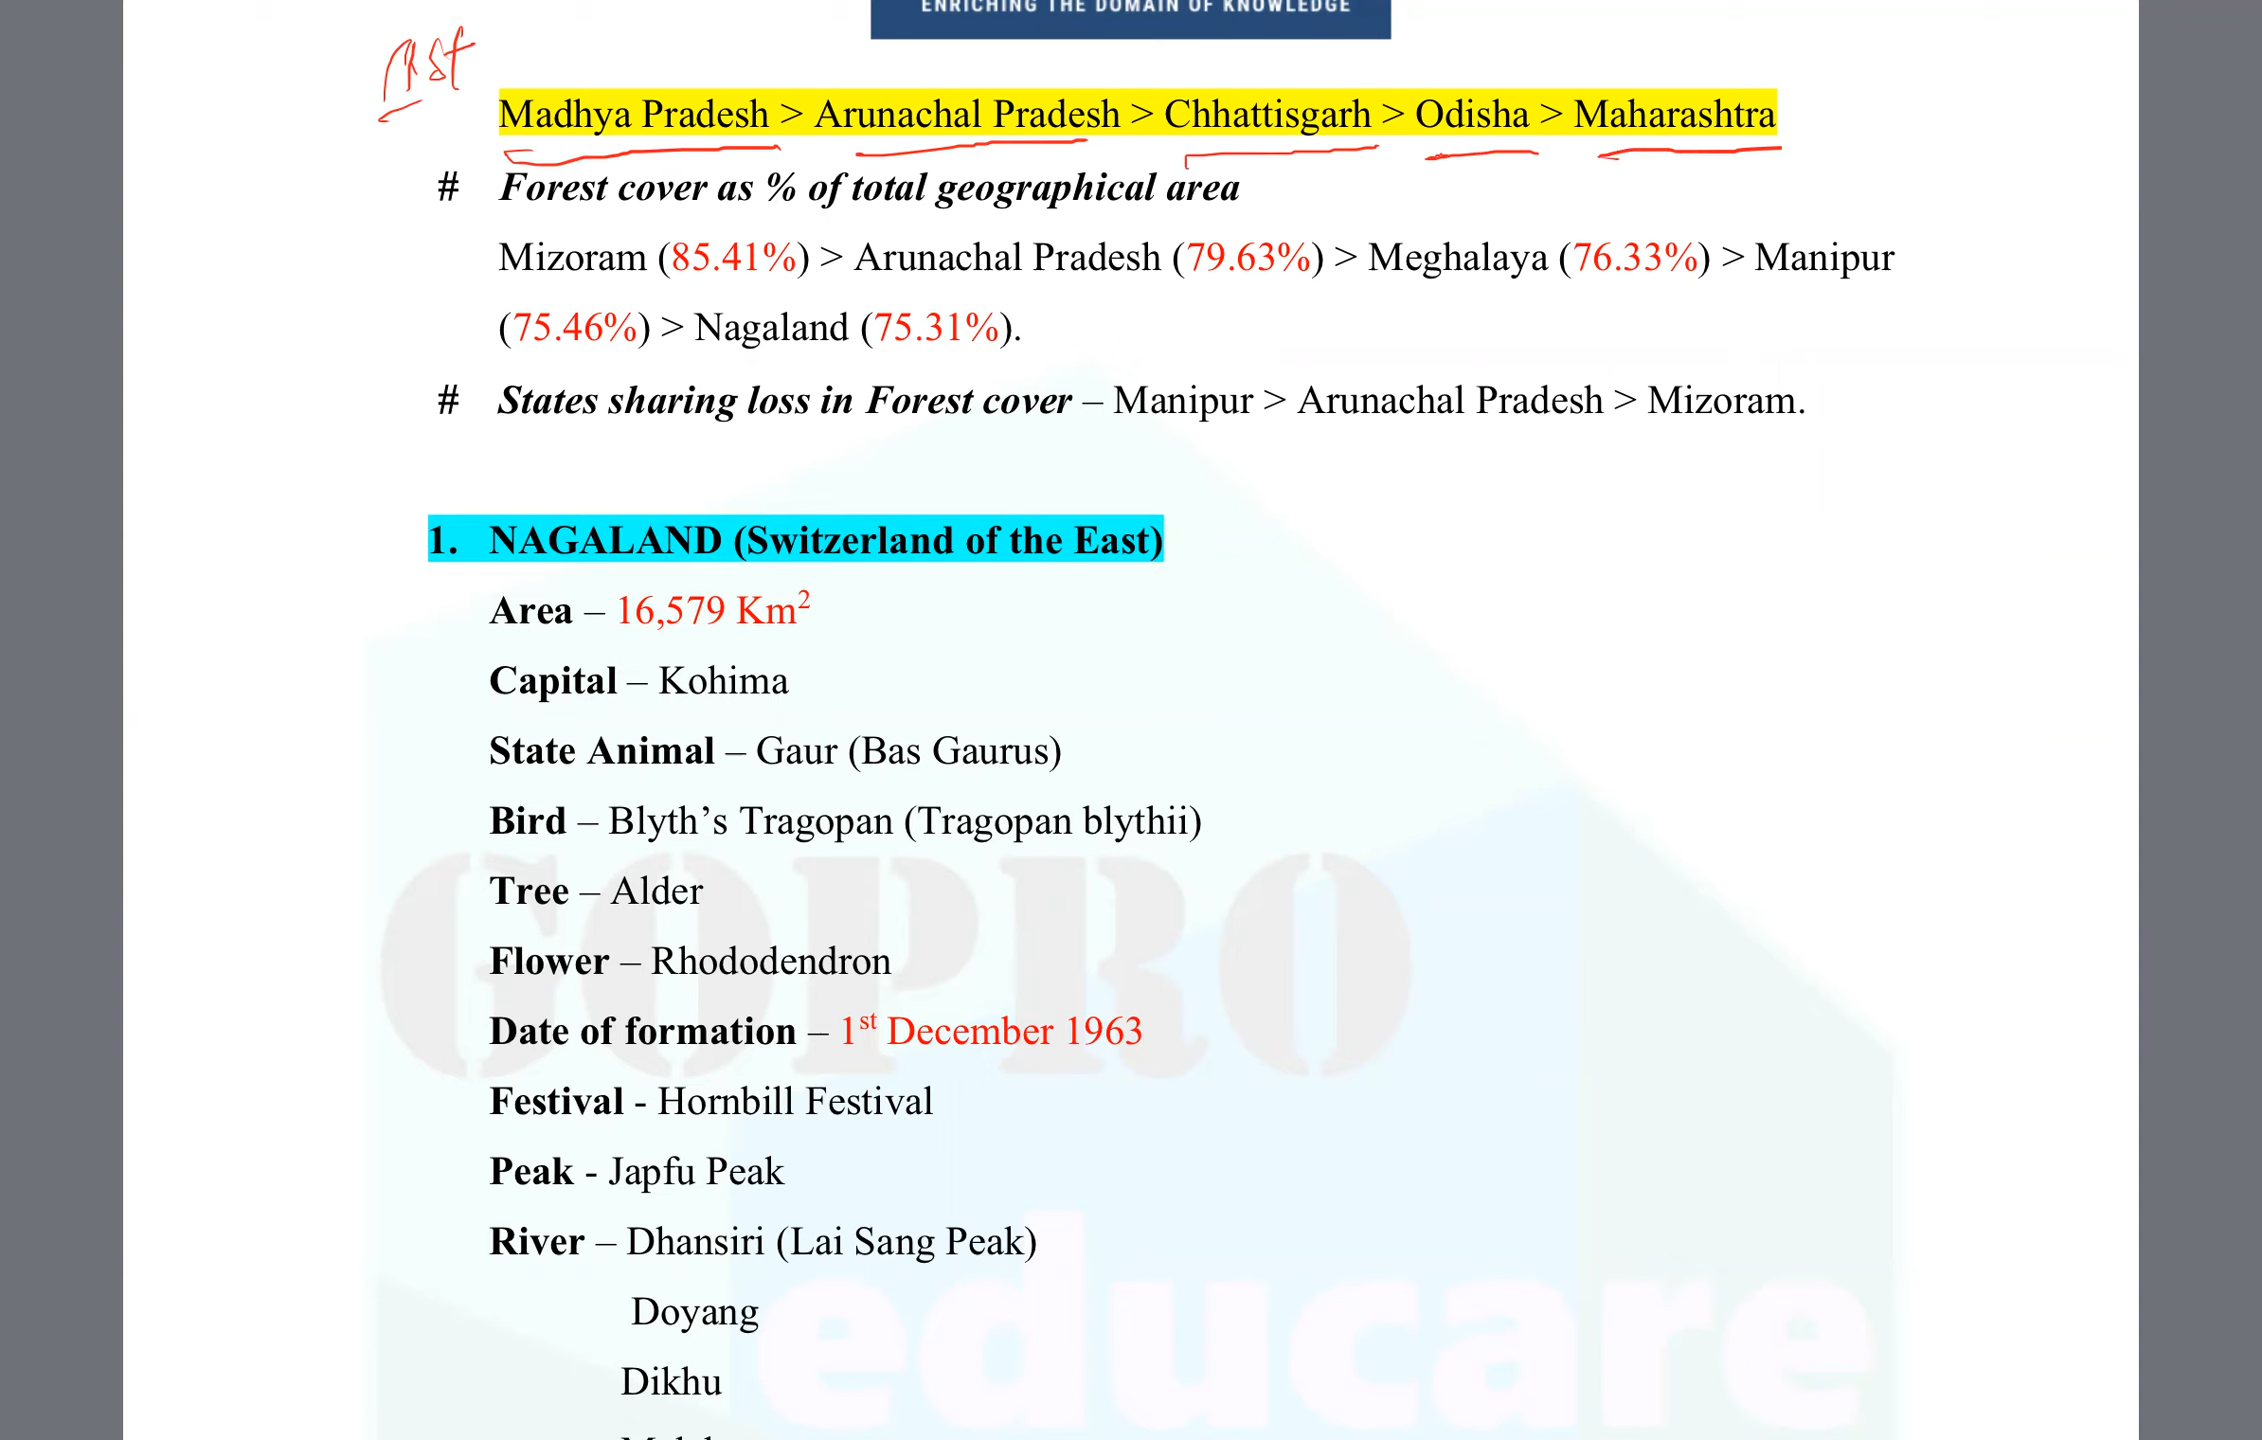 ENRICHING THE DOMAIN OF KNOWLEDGE
Madhya Pradesh > Arunachal Pradesh > Chhattisgarh > Odisha > Maharashtra
# Forest cover as % of total geographical area
Mizoram (85.41%) > Arunachal Pradesh (79.63%) > Meghalaya (76.33%) > Manipur
(75.46%) > Nagaland (75.31%).
# States sharing loss in Forest cover – Manipur > Arunachal Pradesh > Mizoram.
1. NAGALAND (Switzerland of the East)
Area – 16,579 Km²
Capital – Kohima
State Animal – Gaur (Bas Gaurus)
Bird – Blyth’s Tragopan (Tragopan blythii)
Tree – Alder
Flower – Rhododendron
Date of formation – 1st December 1963
Festival - Hornbill Festival
Peak - Japfu Peak
River – Dhansiri (Lai Sang Peak)
Doyang
Dikhu
GOPRO
educare